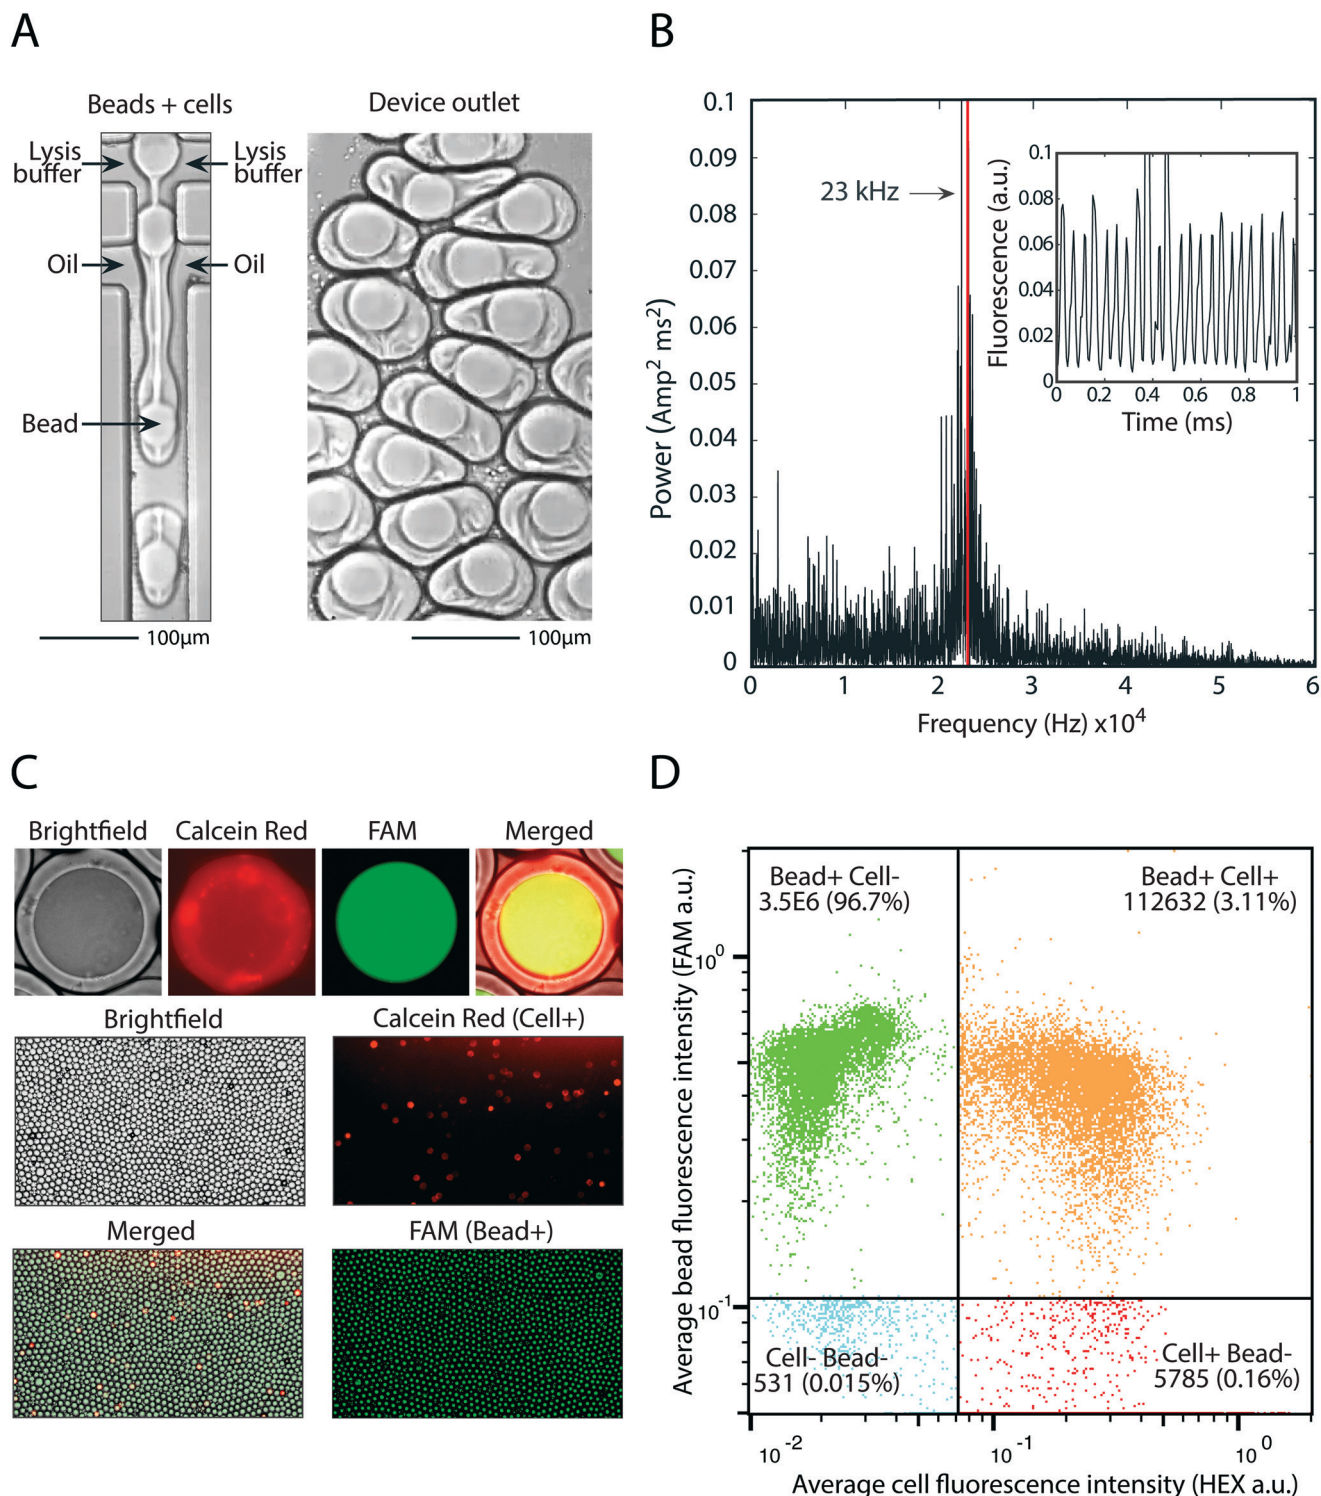 A
Beads + cells
Device outlet
Lysis
buffer
Lysis
buffer
Oil
Oil
Bead
100μm
100μm
B
0.1
0.09
0.08
0.07
0.06
0.05
0.04
0.03
0.02
0.01
0
Power (Amp² ms²)
23 kHz
0 1 2 3 4 5 6
Frequency (Hz) x10⁴
0.1
0.08
0.06
0.04
0.02
0
Fluorescence (a.u.)
0 0.2 0.4 0.6 0.8 1
Time (ms)
C
Brightfield
Calcein Red
FAM
Merged
Brightfield
Calcein Red (Cell+)
Merged
FAM (Bead+)
D
Bead+ Cell-
3.5E6 (96.7%)
Bead+ Cell+
112632 (3.11%)
Cell- Bead-
531 (0.015%)
Cell+ Bead-
5785 (0.16%)
10⁰
10⁻¹
Average bead fluorescence intensity (FAM a.u.)
10⁻² 10⁻¹ 10⁰
Average cell fluorescence intensity (HEX a.u.)